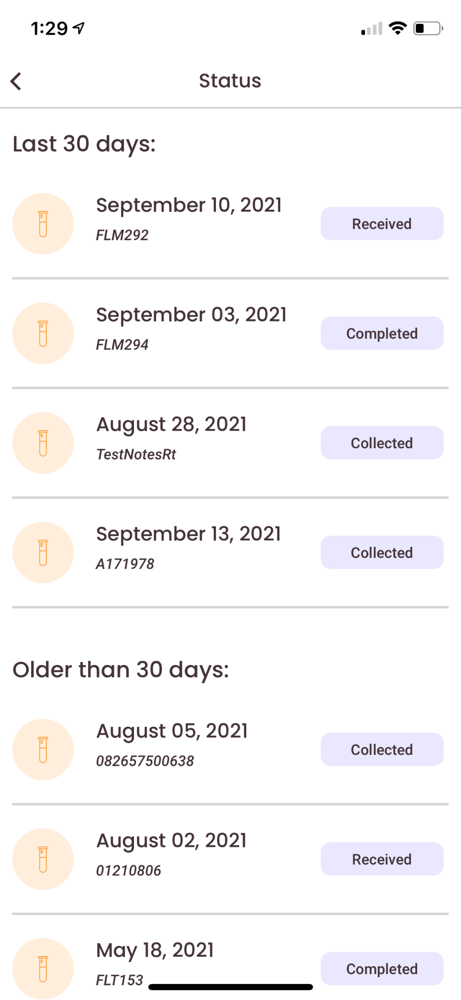 1:29
Status
Last 30 days:
September 10, 2021
FLM292
Received
September 03, 2021
FLM294
Completed
August 28, 2021
TestNotesRt
Collected
September 13, 2021
A171978
Collected
Older than 30 days:
August 05, 2021
082657500638
Collected
August 02, 2021
01210806
Received
May 18, 2021
FLT153
Completed